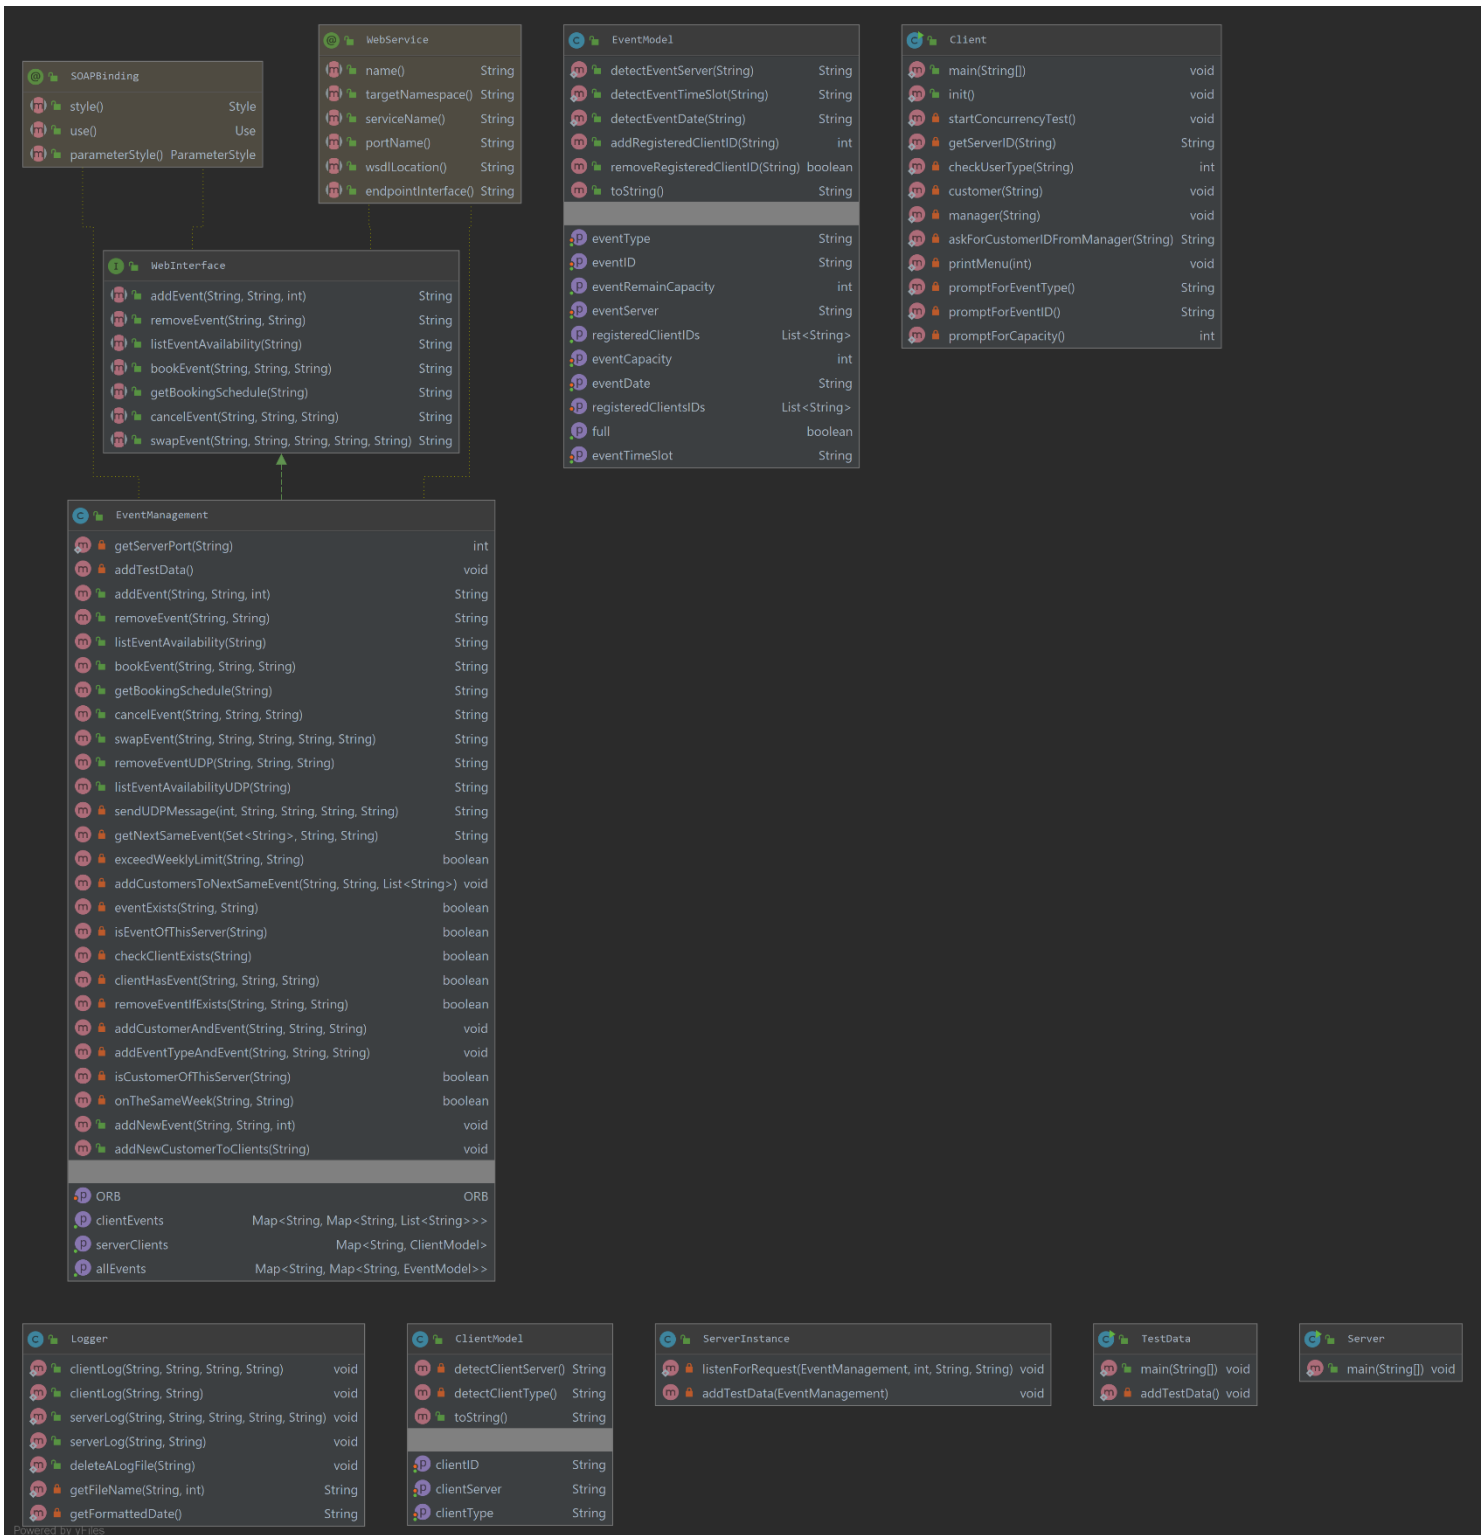 SOAPBinding
style() Style
use() Use
parameterStyle() ParameterStyle
WebService
name() String
targetNamespace() String
serviceName() String
portName() String
wsdlLocation() String
endpointInterface() String
WebInterface
addEvent(String, String, int) String
removeEvent(String, String) String
listEventAvailability(String) String
bookEvent(String, String, String) String
getBookingSchedule(String) String
cancelEvent(String, String, String) String
swapEvent(String, String, String, String, String) String
EventModel
detectEventServer(String) String
detectEventTimeSlot(String) String
detectEventDate(String) String
addRegisteredClientID(String) int
removeRegisteredClientID(String) boolean
toString() String
eventType String
eventID String
eventRemainCapacity int
eventServer String
registeredClientIDs List<String>
eventCapacity int
eventDate String
registeredClientsIDs List<String>
full boolean
eventTimeSlot String
Client
main(String[]) void
init() void
startConcurrencyTest() void
getServerID(String) String
checkUserType(String) int
customer(String) void
manager(String) void
askForCustomerIDFromManager(String) String
printMenu(int) void
promptForEventType() String
promptForEventID() String
promptForCapacity() int
EventManagement
getServerPort(String) int
addTestData() void
addEvent(String, String, int) String
removeEvent(String, String) String
listEventAvailability(String) String
bookEvent(String, String, String) String
getBookingSchedule(String) String
cancelEvent(String, String, String) String
swapEvent(String, String, String, String, String) String
removeEventUDP(String, String, String) String
listEventAvailabilityUDP(String) String
sendUDPMessage(int, String, String, String, String) String
getNextSameEvent(Set<String>, String, String) String
exceedWeeklyLimit(String, String) boolean
addCustomersToNextSameEvent(String, String, List<String>) void
eventExists(String, String) boolean
isEventOfThisServer(String) boolean
checkClientExists(String) boolean
clientHasEvent(String, String, String) boolean
removeEventIfExists(String, String, String) boolean
addCustomerAndEvent(String, String, String) void
addEventTypeAndEvent(String, String, String) void
isCustomerOfThisServer(String) boolean
onTheSameWeek(String, String) boolean
addNewEvent(String, String, int) void
addNewCustomerToClients(String) void
ORB ORB
clientEvents Map<String, Map<String, List<String>>>
serverClients Map<String, ClientModel>
allEvents Map<String, Map<String, EventModel>>
Logger
clientLog(String, String, String, String) void
clientLog(String, String) void
serverLog(String, String, String, String, String) void
serverLog(String, String) void
deleteALogFile(String) void
getFileName(String, int) String
getFormattedDate() String
ClientModel
detectClientServer() String
detectClientType() String
toString() String
clientID String
clientServer String
clientType String
ServerInstance
listenForRequest(EventManagement, int, String, String) void
addTestData(EventManagement) void
TestData
main(String[]) void
addTestData() void
Server
main(String[]) void
Powered by yFiles